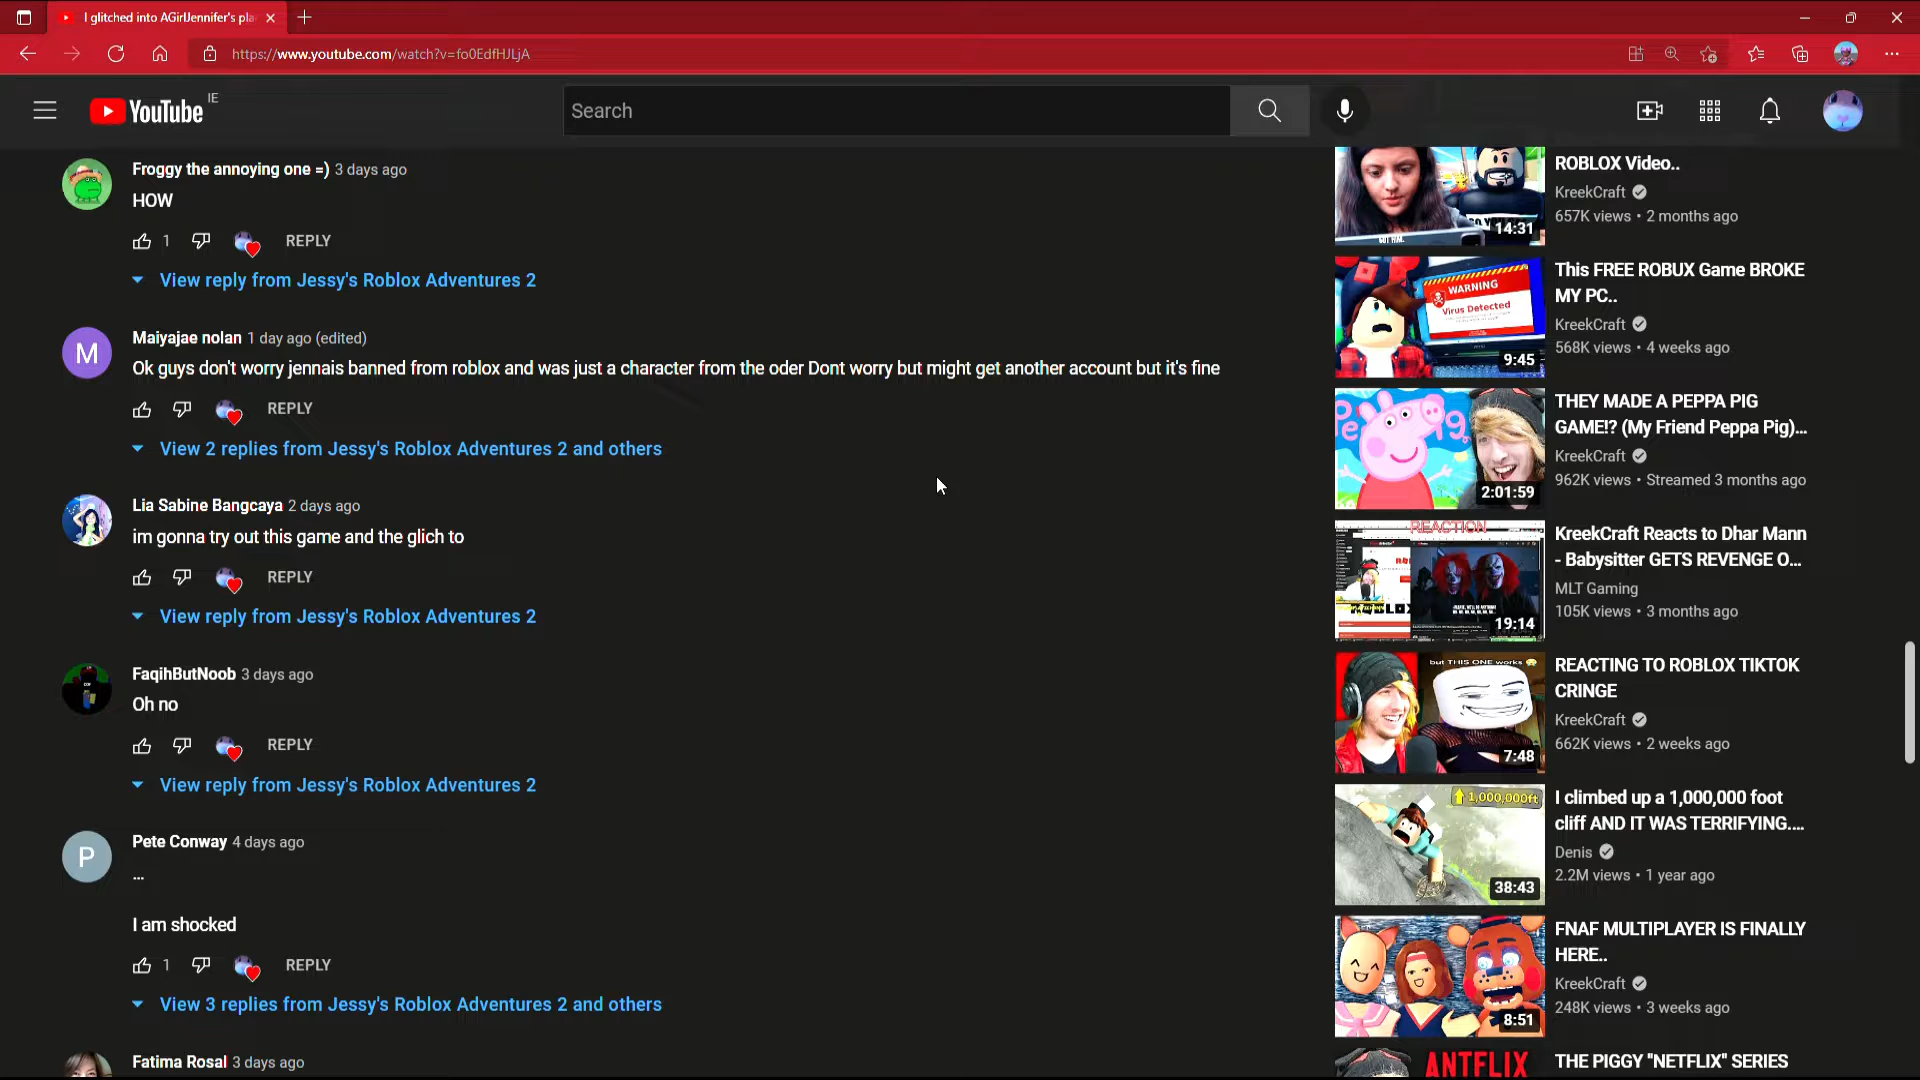 I glitched into AGirlJennifer's pla
https://www.youtube.com/watch?v=fo0EdfHJLjA
YouTube IE
Search
Froggy the annoying one =) 3 days ago
HOW
1 REPLY
View reply from Jessy's Roblox Adventures 2
M
Maiyajae nolan 1 day ago (edited)
Ok guys don't worry jennais banned from roblox and was just a character from the oder Dont worry but might get another account but it's fine
REPLY
View 2 replies from Jessy's Roblox Adventures 2 and others
Lia Sabine Bangcaya 2 days ago
im gonna try out this game and the glich to
REPLY
View reply from Jessy's Roblox Adventures 2
FaqihButNoob 3 days ago
Oh no
REPLY
View reply from Jessy's Roblox Adventures 2
P
Pete Conway 4 days ago
...
I am shocked
1 REPLY
View 3 replies from Jessy's Roblox Adventures 2 and others
Fatima Rosal 3 days ago
14:31
ROBLOX Video..
KreekCraft
657K views • 2 months ago
WARNING
Virus Detected
9:45
This FREE ROBUX Game BROKE
MY PC..
KreekCraft
568K views • 4 weeks ago
2:01:59
THEY MADE A PEPPA PIG
GAME!? (My Friend Peppa Pig)...
KreekCraft
962K views • Streamed 3 months ago
REACTION
19:14
KreekCraft Reacts to Dhar Mann
- Babysitter GETS REVENGE O...
MLT Gaming
105K views • 3 months ago
but THIS ONE works
7:48
REACTING TO ROBLOX TIKTOK
CRINGE
KreekCraft
662K views • 2 weeks ago
1,000,000ft
38:43
I climbed up a 1,000,000 foot
cliff AND IT WAS TERRIFYING....
Denis
2.2M views • 1 year ago
8:51
FNAF MULTIPLAYER IS FINALLY
HERE..
KreekCraft
248K views • 3 weeks ago
ANTFLIX
THE PIGGY "NETFLIX" SERIES